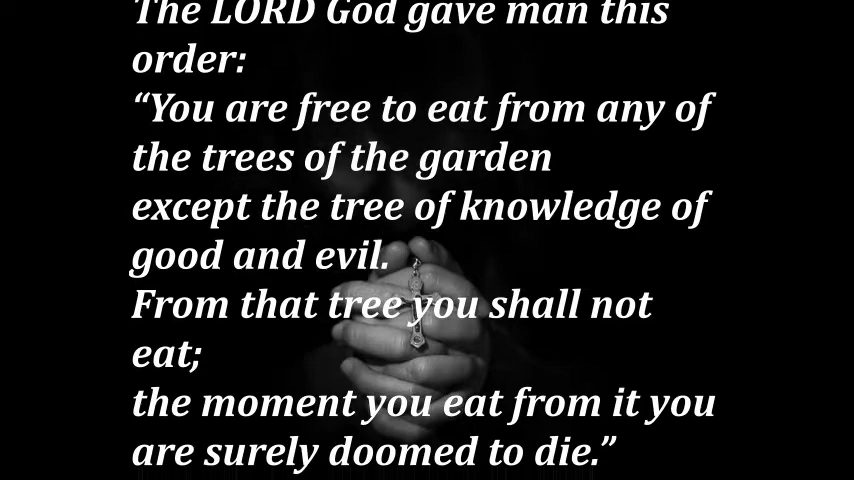 The LORD God gave man this
order:
“You are free to eat from any of
the trees of the garden
except the tree of knowledge of
good and evil.
From that tree you shall not
eat;
the moment you eat from it you
are surely doomed to die.”